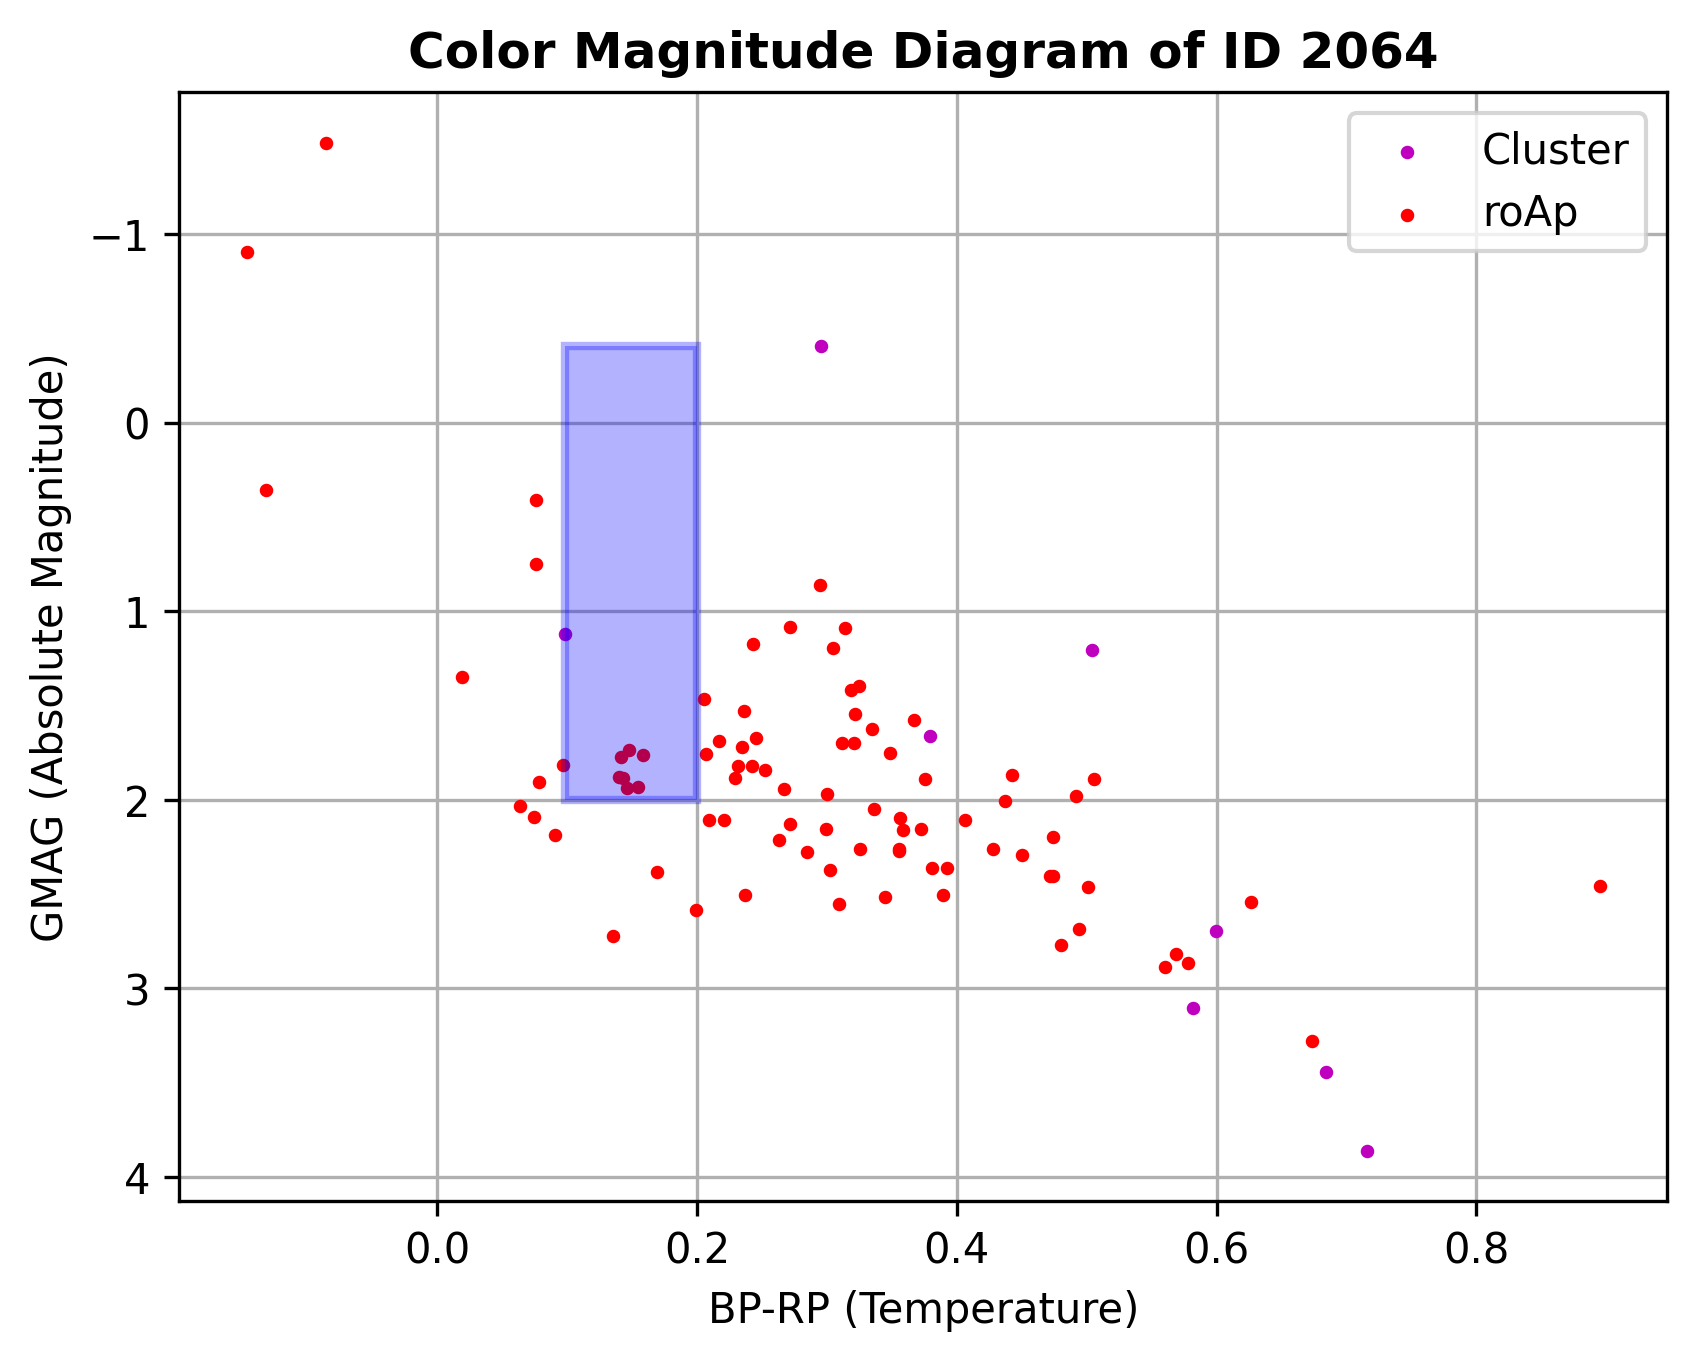 Color Magnitude Diagram of ID 2064
Cluster
roAp
GMAG (Absolute Magnitude)
−1
0
1
2
3
4
0.0 0.2 0.4 0.6 0.8
BP-RP (Temperature)